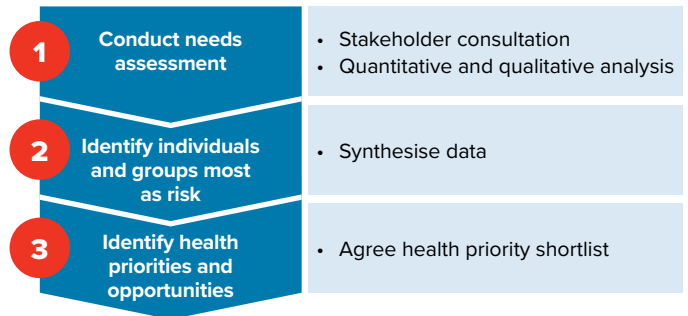 1
Conduct needs
assessment
• Stakeholder consultation
• Quantitative and qualitative analysis
2
Identify individuals
and groups most
as risk
• Synthesise data
3
Identify health
priorities and
opportunities
• Agree health priority shortlist